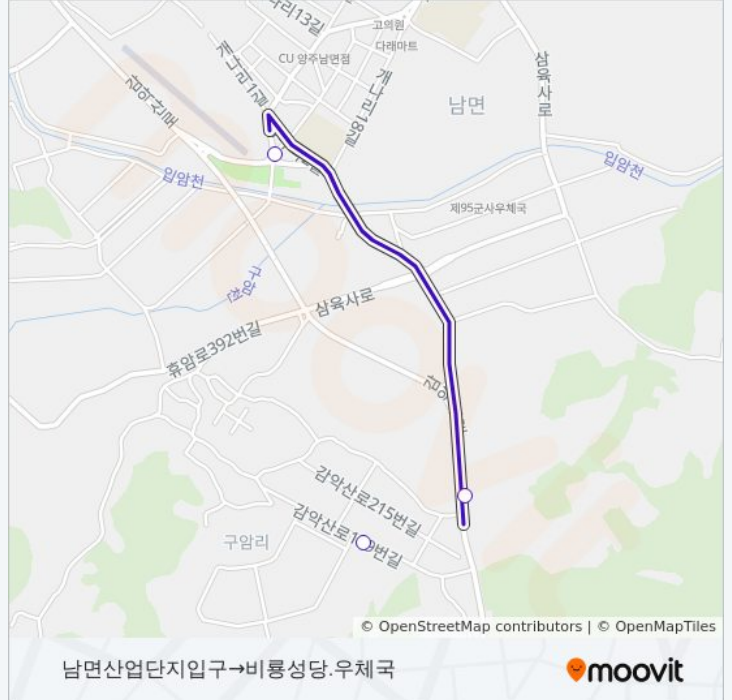 개나리13길
고의원
CU 양주남면점
다래마트
개나리12길
개나리18길
삼육사로
남면
감악산로
입암천
입암천
제95군사우체국
구암천
삼육사로
휴암로392번길
감악산로215번길
구암리
© OpenStreetMap contributors | © OpenMapTiles
남면산업단지입구→비룡성당.우체국
moovit